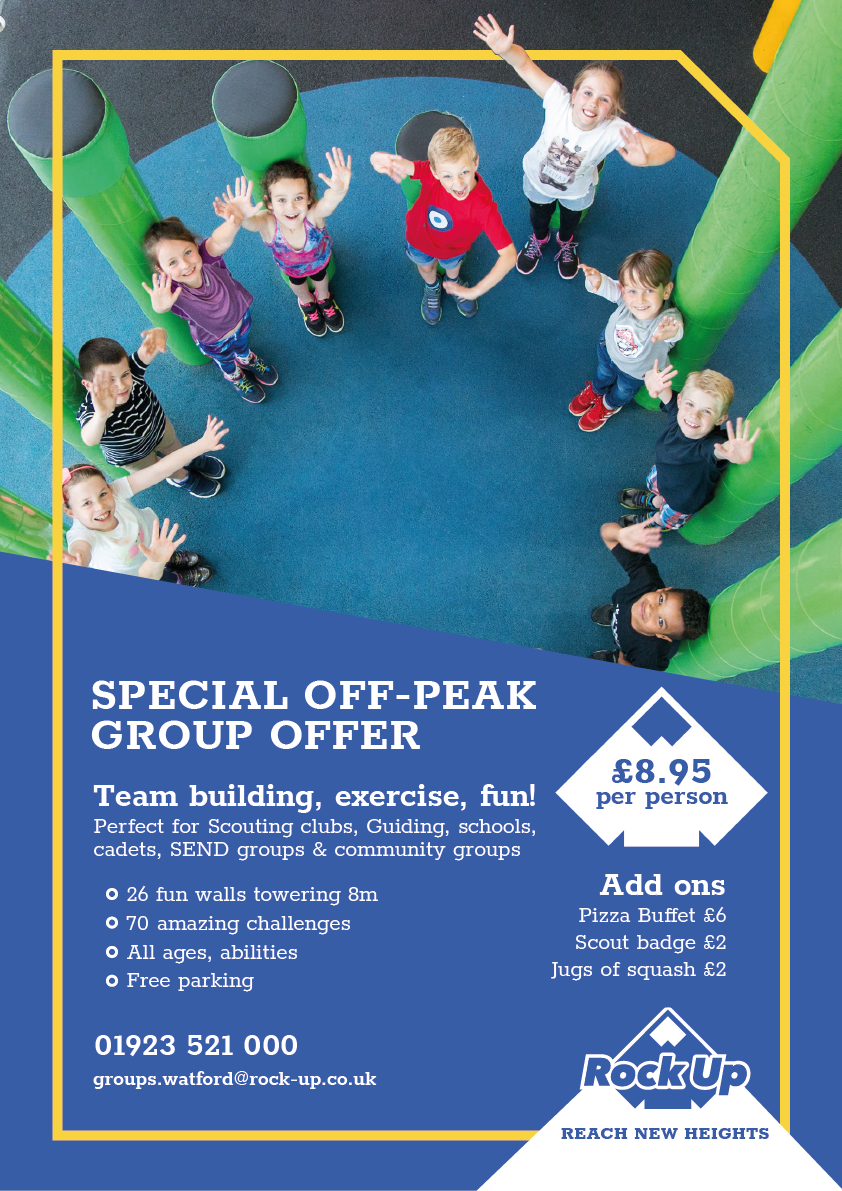 SPECIAL OFF-PEAK
GROUP OFFER
Team building, exercise, fun!
Perfect for Scouting clubs, Guiding, schools,
cadets, SEND groups & community groups
26 fun walls towering 8m
70 amazing challenges
All ages, abilities
Free parking
01923 521 000
groups.watford@rock-up.co.uk
£8.95
per person
Add ons
Pizza Buffet £6
Scout badge £2
Jugs of squash £2
Rock Up
REACH NEW HEIGHTS